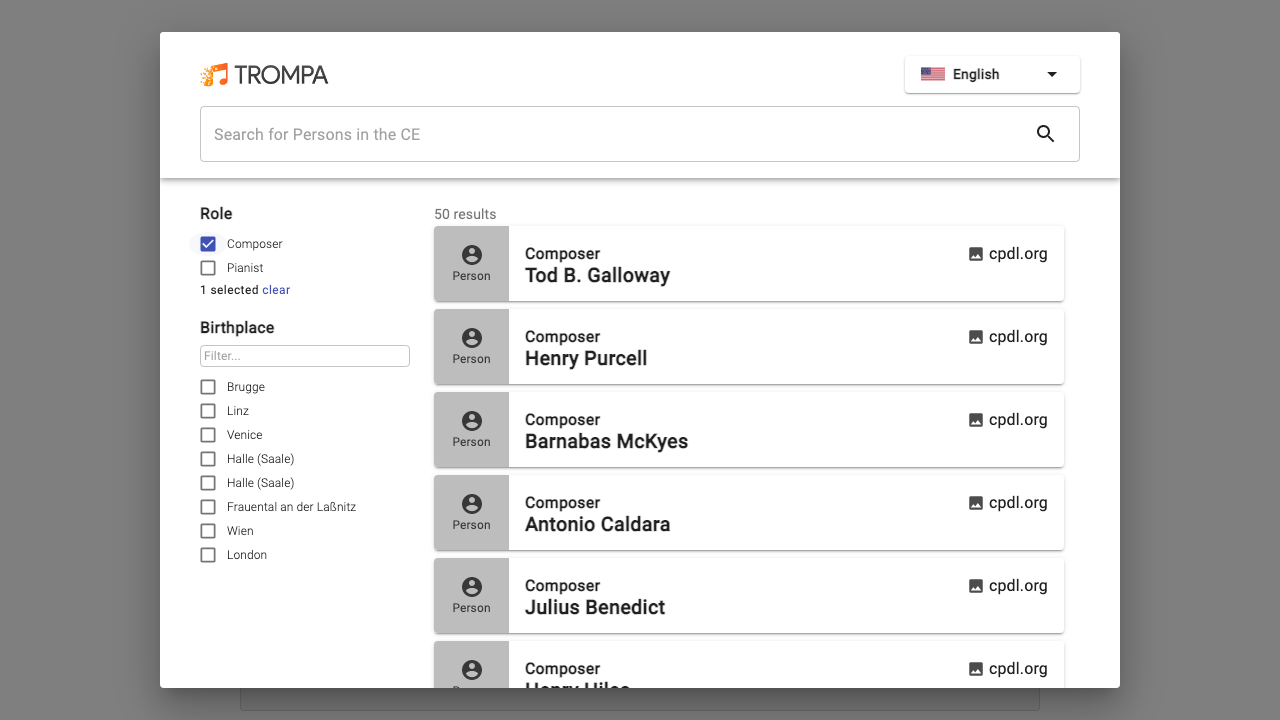 TROMPA
English
Search for Persons in the CE
Role
Composer
Pianist
1 selected clear
Birthplace
Filter...
Brugge
Linz
Venice
Halle (Saale)
Halle (Saale)
Frauental an der Laßnitz
Wien
London
50 results
Person
Composer
Tod B. Galloway
cpdl.org
Person
Composer
Henry Purcell
cpdl.org
Person
Composer
Barnabas McKyes
cpdl.org
Person
Composer
Antonio Caldara
cpdl.org
Person
Composer
Julius Benedict
cpdl.org
Composer
cpdl.org